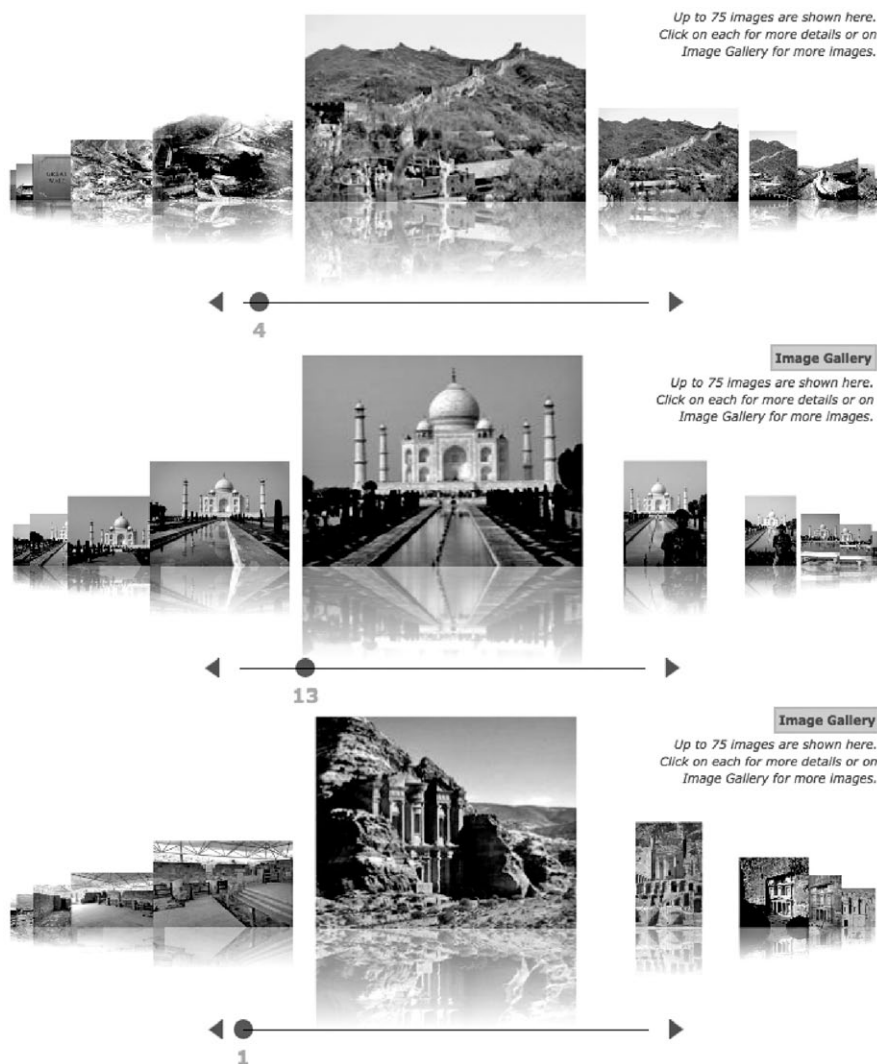 Up to 75 images are shown here.
Click on each for more details or on
Image Gallery for more images.
GREAT
WALL
4
Image Gallery
Up to 75 images are shown here.
Click on each for more details or on
Image Gallery for more images.
13
Image Gallery
Up to 75 images are shown here.
Click on each for more details or on
Image Gallery for more images.
1